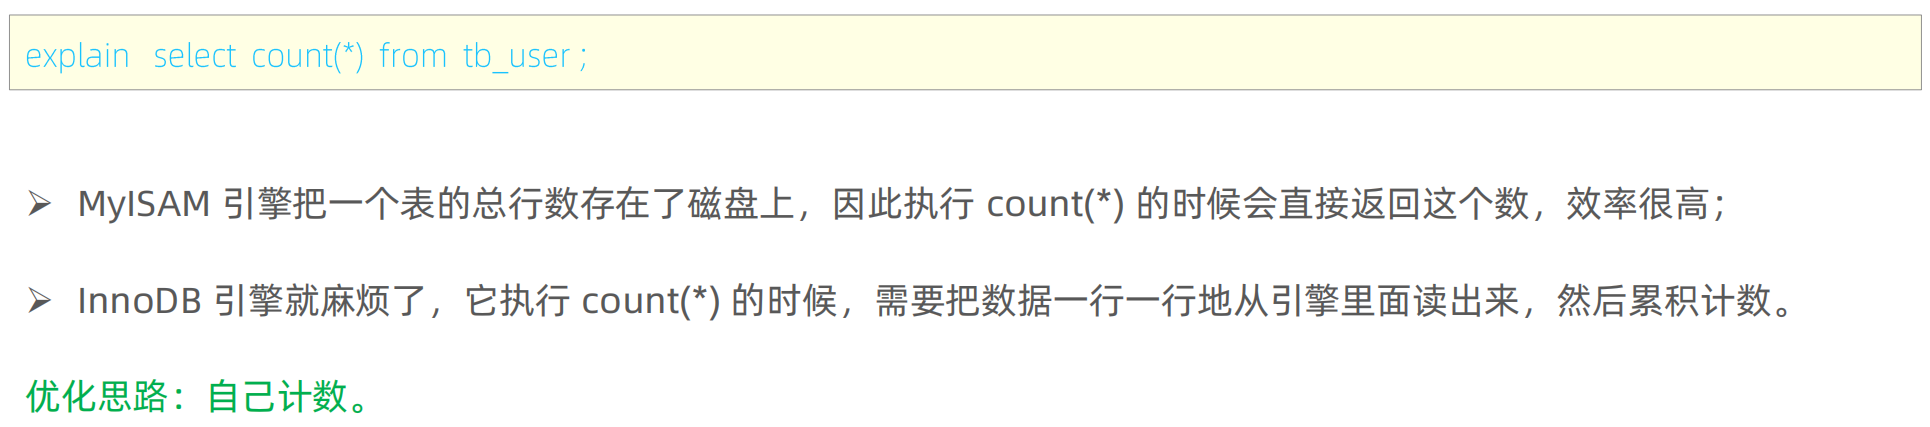 explain select count(*) from tb_user ;
➢ MyISAM 引擎把一个表的总行数存在了磁盘上，因此执行 count(*) 的时候会直接返回这个数，效率很高；
➢ InnoDB 引擎就麻烦了，它执行 count(*) 的时候，需要把数据一行一行地从引擎里面读出来，然后累积计数。
优化思路：自己计数。